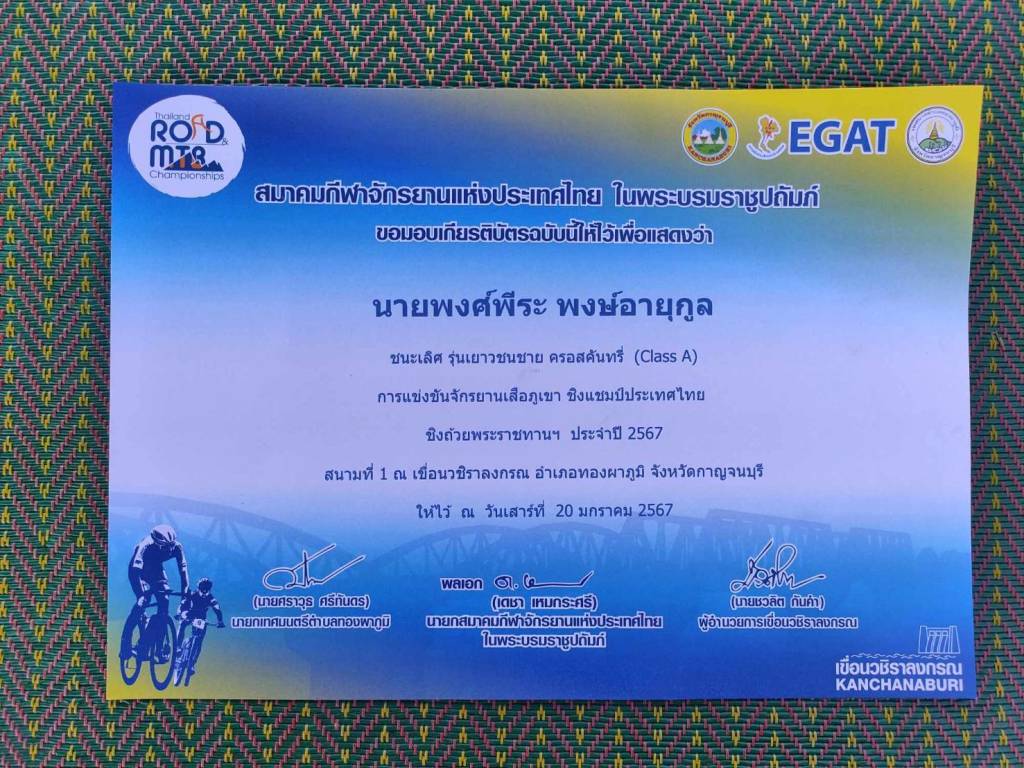 Thailand
ROAD &
MTB
Championships
จังหวัดกาญจนบุรี
KANCHANABURI
EGAT
สมาคมกีฬาจักรยานแห่งประเทศไทย ในพระบรมราชูปถัมภ์
ขอมอบเกียรติบัตรฉบับนี้ให้ไว้เพื่อแสดงว่า
นายพงศ์พีระ พงษ์อายุกูล
ชนะเลิศ รุ่นเยาวชนชาย ครอสคันทรี่ (Class A)
การแข่งขันจักรยานเสือภูเขา ชิงแชมป์ประเทศไทย
ชิงถ้วยพระราชทานฯ ประจำปี 2567
สนามที่ 1 ณ เขื่อนวชิราลงกรณ อำเภอทองผาภูมิ จังหวัดกาญจนบุรี
ให้ไว้ ณ วันเสาร์ที่ 20 มกราคม 2567
(นายศราวุธ ศรีทันดร)
นายกเทศมนตรีตำบลทองผาภูมิ
พลเอก
(เดชา เหมกระศรี)
นายกสมาคมกีฬาจักรยานแห่งประเทศไทย
ในพระบรมราชูปถัมภ์
(นายชวลิต กันคำ)
ผู้อำนวยการเขื่อนวชิราลงกรณ
เขื่อนวชิราลงกรณ
KANCHANABURI